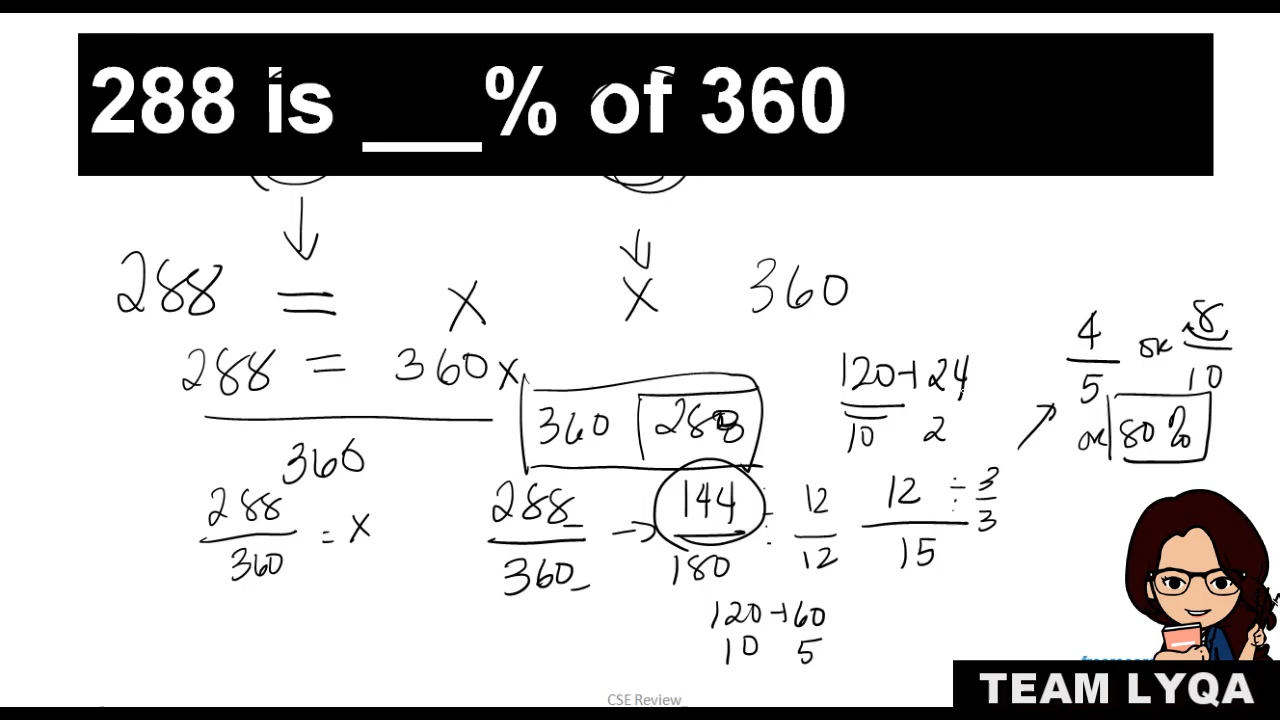 288 is ___% of 360
288 = x x 360
288 = 360x
360
360 288
120+24
10 2
4/5 or 8/10
or 80%
288/360 = x
288/360 → 144/180 ÷ 12/12
12/15 ÷ 3/3
120+60
10 5
CSE Review
TEAM LYQA